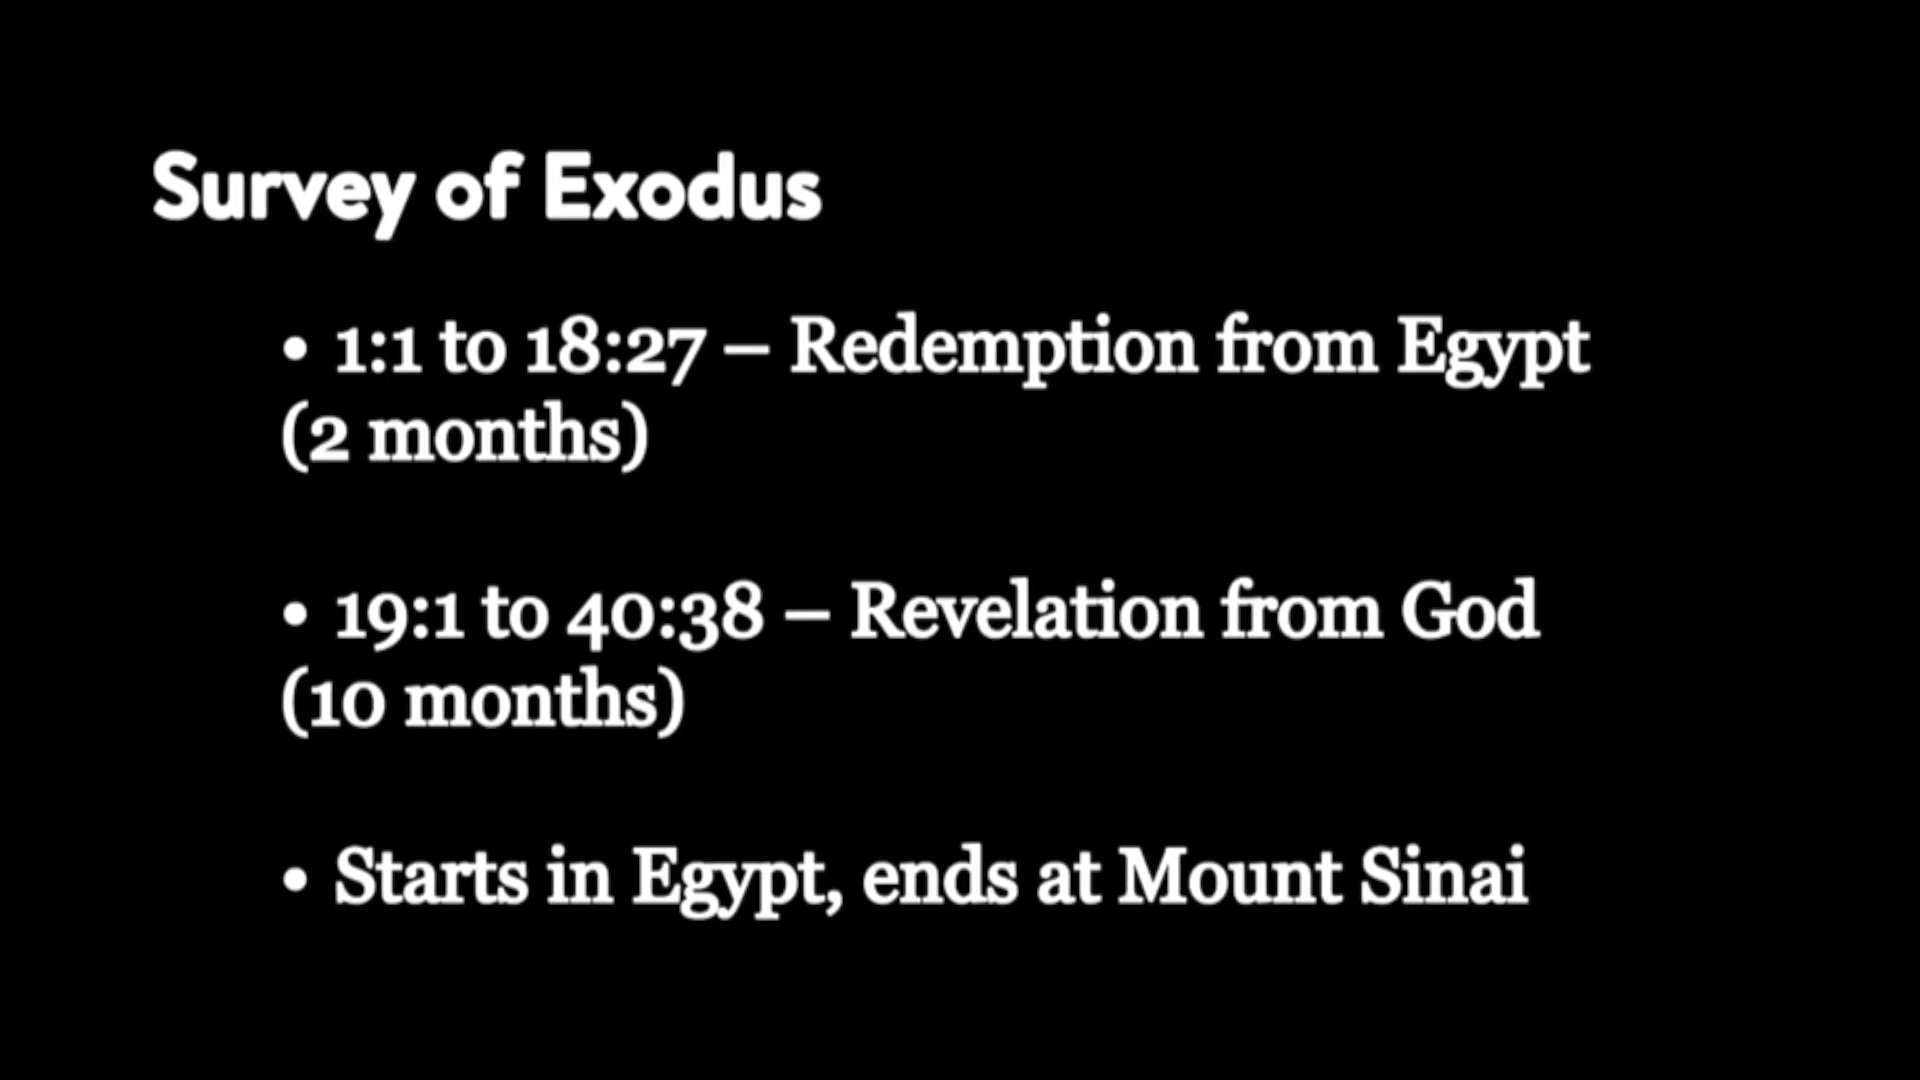 Survey of Exodus
• 1:1 to 18:27 – Redemption from Egypt
(2 months)
• 19:1 to 40:38 – Revelation from God
(10 months)
• Starts in Egypt, ends at Mount Sinai